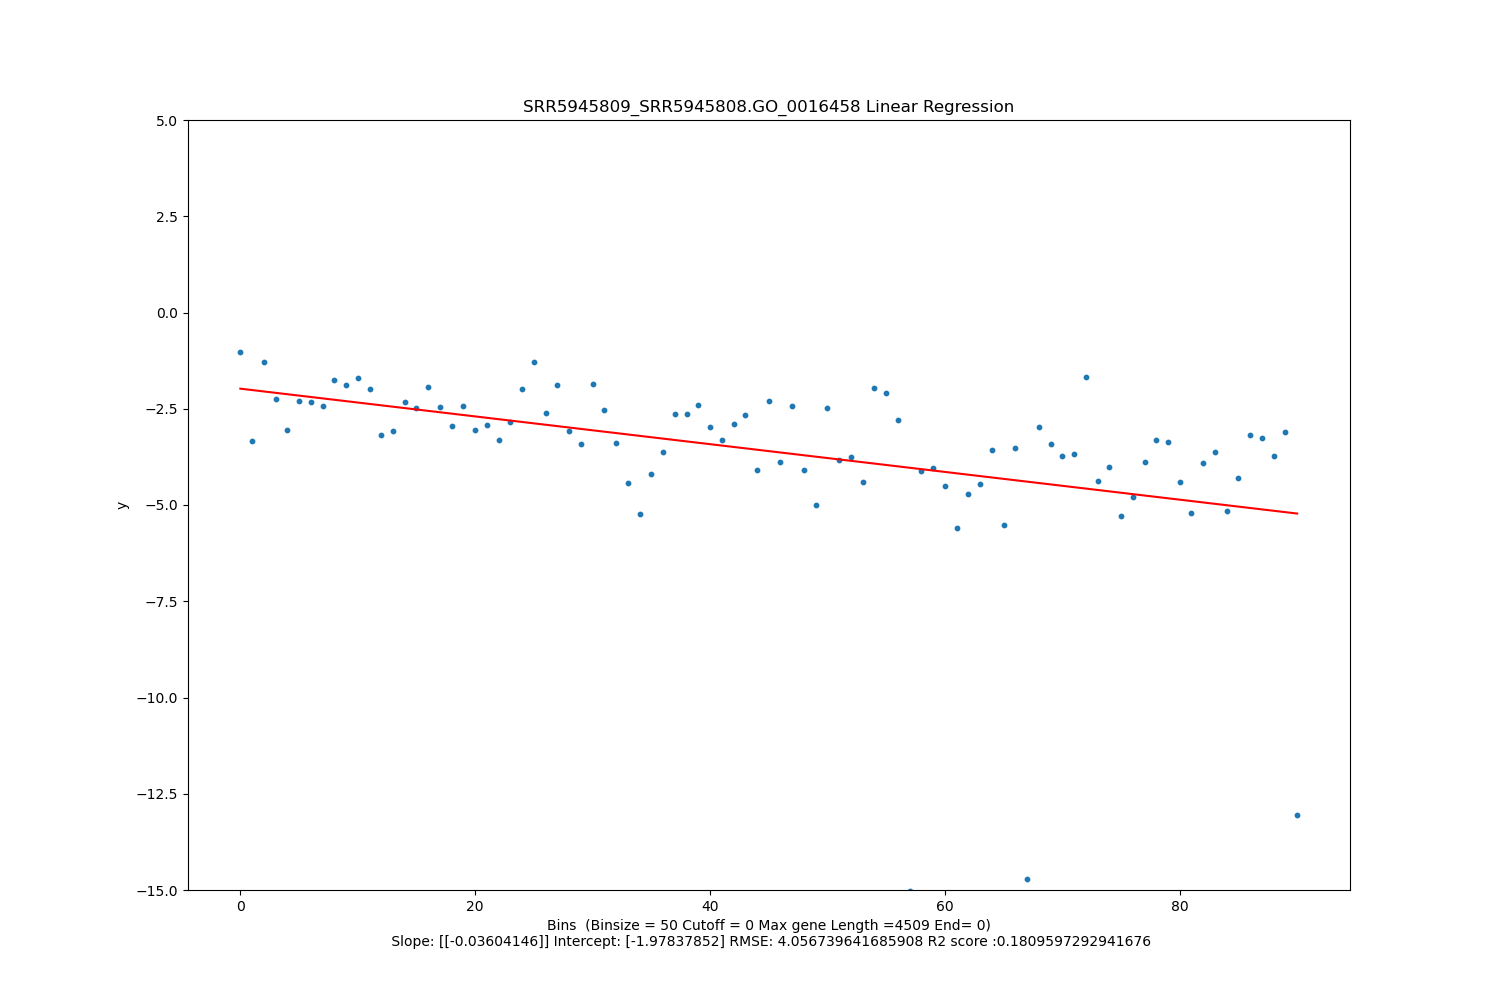 SRR5945809_SRR5945808.GO_0016458 Linear Regression
5.0
2.5
0.0
−2.5
−5.0
−7.5
−10.0
−12.5
−15.0
y
0 20 40 60 80
Bins  (Binsize = 50 Cutoff = 0 Max gene Length =4509 End= 0)
Slope: [[-0.03604146]] Intercept: [-1.97837852] RMSE: 4.056739641685908 R2 score :0.1809597292941676